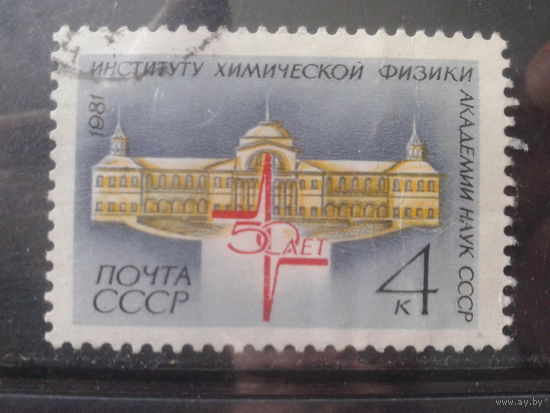 ИНСТИТУТУ ХИМИЧЕСКОЙ ФИЗИКИ
АКАДЕМИИ НАУК СССР
1981
50 ЛЕТ
ПОЧТА
СССР
4
к
www.ay.by